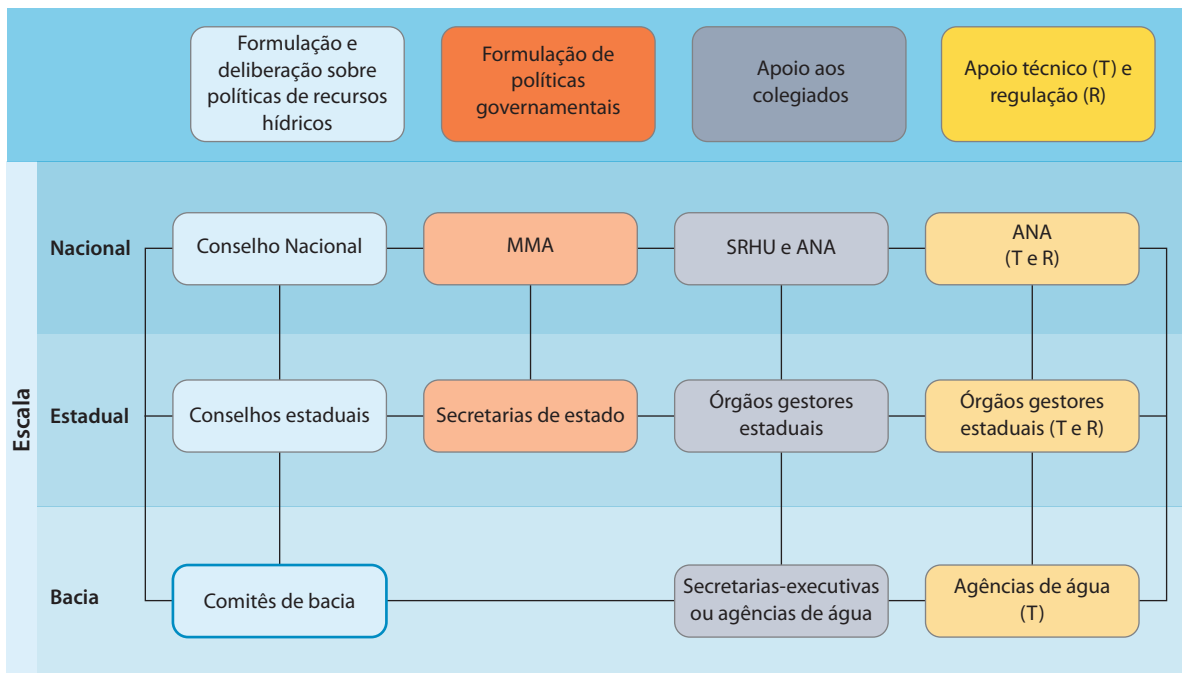 Formulação e
deliberação sobre
políticas de recursos
hídricos
Formulação de
políticas
governamentais
Apoio aos
colegiados
Apoio técnico (T) e
regulação (R)
Escala
Nacional
Conselho Nacional
MMA
SRHU e ANA
ANA
(T e R)
Estadual
Conselhos estaduais
Secretarias de estado
Órgãos gestores
estaduais
Órgãos gestores
estaduais (T e R)
Bacia
Comitês de bacia
Secretarias-executivas
ou agências de água
Agências de água
(T)